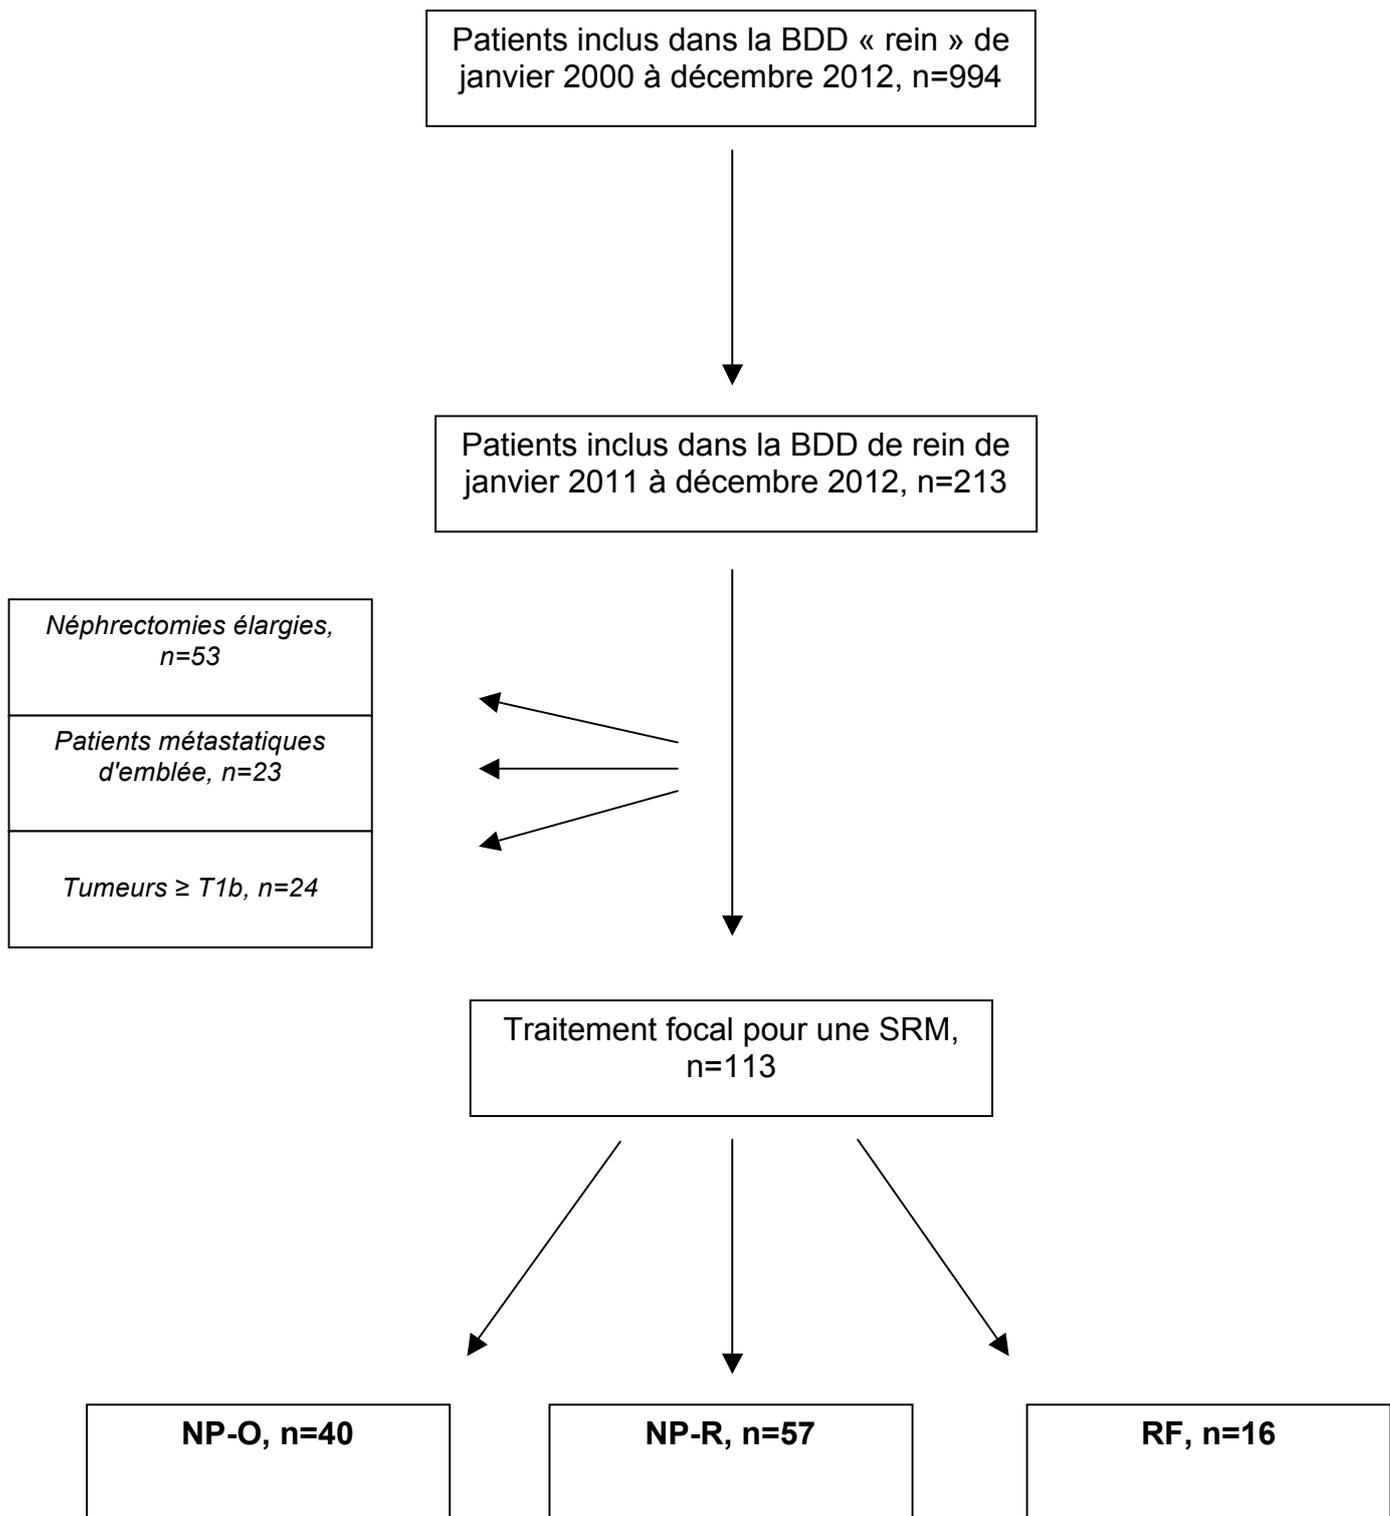 Patients inclus dans la BDD « rein » de
janvier 2000 à décembre 2012, n=994
Patients inclus dans la BDD de rein de
janvier 2011 à décembre 2012, n=213
Néphrectomies élargies,
n=53
Patients métastatiques
d'emblée, n=23
Tumeurs ≥ T1b, n=24
Traitement focal pour une SRM,
n=113
NP-O, n=40
NP-R, n=57
RF, n=16